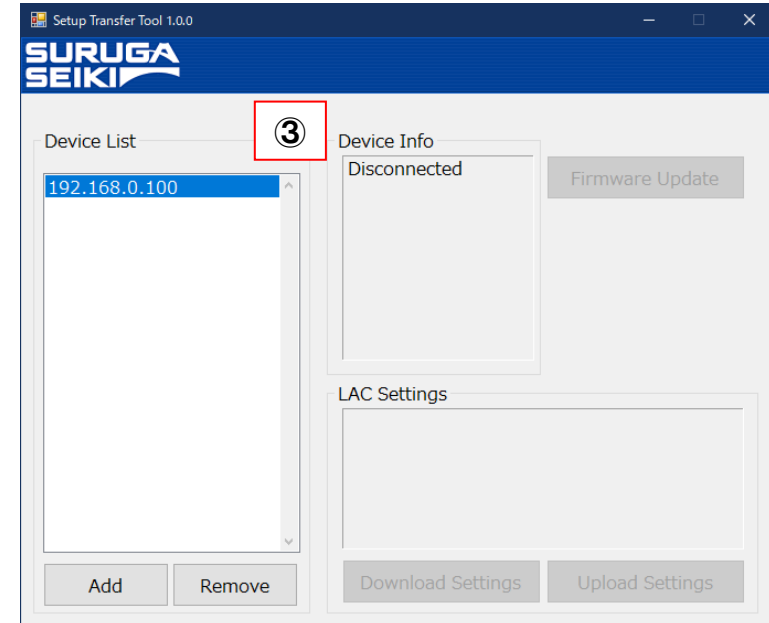 Setup Transfer Tool 1.0.0
SURUGA
SEIKI
③
Device List
192.168.0.100
Add
Remove
Device Info
Disconnected
Firmware Update
LAC Settings
Download Settings
Upload Settings